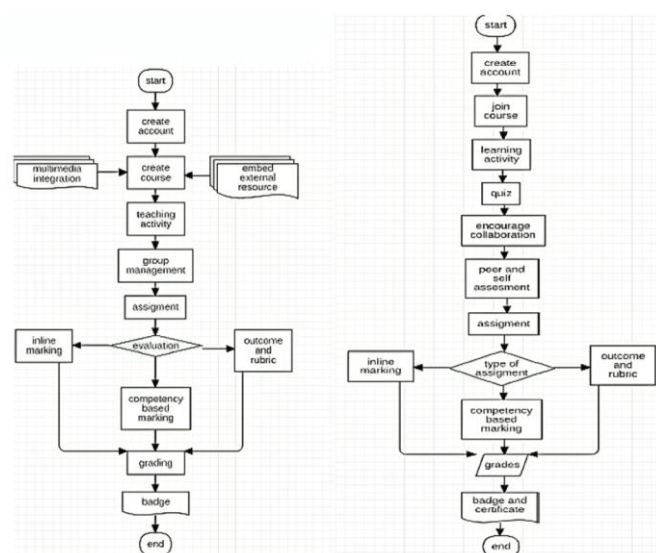 start
create
account
multimedia
integration
create
course
embed
external
resource
teaching
activity
group
management
assigment
inline
marking
evaluation
outcome
and
rubric
competency
based
marking
grading
badge
end
start
create
account
join
course
learning
activity
quiz
encourage
collaboration
peer and
self
assesment
assigment
inline
marking
type of
assigment
outcome
and
rubric
competency
based
marking
grades
badge and
certificate
end